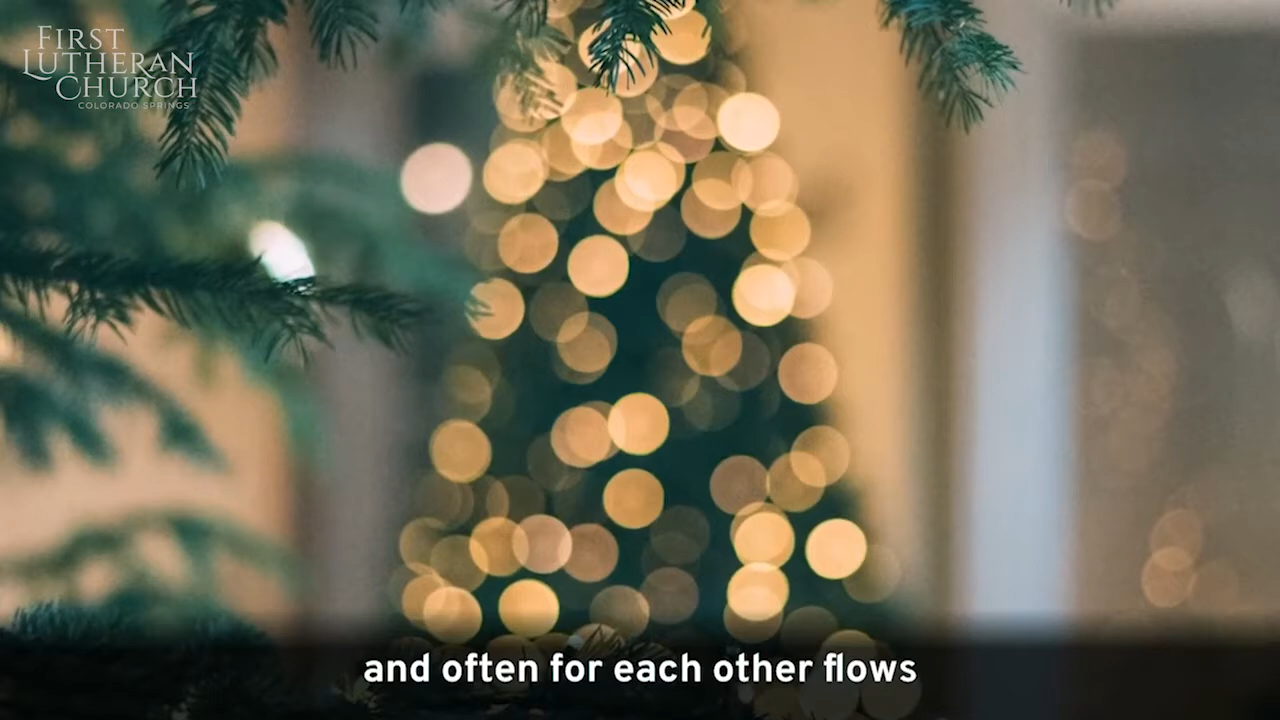 FIRST
LUTHERAN
CHURCH
COLORADO SPRINGS
and often for each other flows